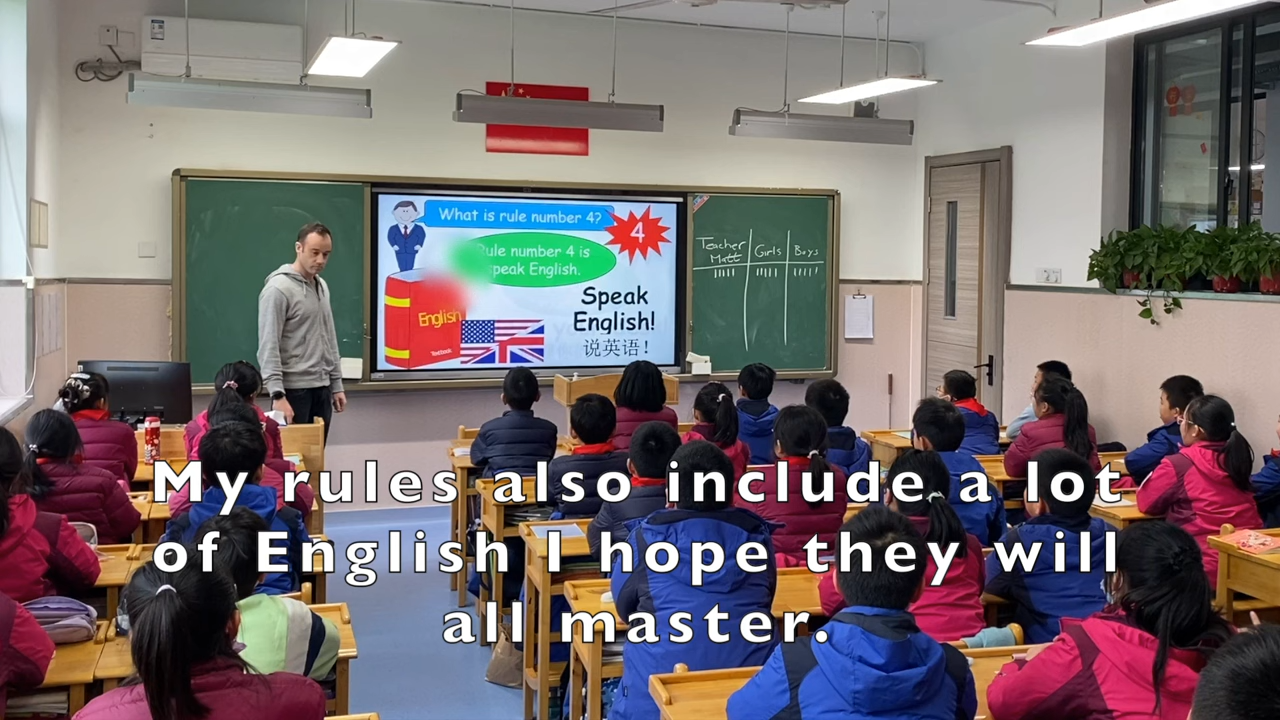 What is rule number 4?
4
Rule number 4 is
speak English.
Speak
English!
说英语!
English
Textbook
Teacher Matt Girls Boys
My rules also include a lot
of English I hope they will
all master.